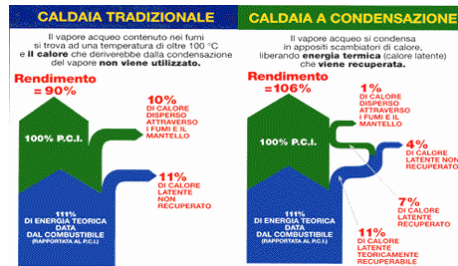 CALDAIA TRADIZIONALE
Il vapore acqueo contenuto nei fumi
si trova ad una temperatura di oltre 100 °C
e il calore che deriverebbe dalla condensazione
del vapore non viene utilizzato.
Rendimento
= 90%
100% P.C.I.
10%
DI CALORE
DISPERSO
ATTRAVERSO
I FUMI E IL
MANTELLO
11%
DI CALORE
LATENTE
NON
RECUPERATO
111%
DI ENERGIA TEORICA
DATA
DAL COMBUSTIBILE
(RAPPORTATA AL P.C.I.)
CALDAIA A CONDENSAZIONE
Il vapore acqueo si condensa
in appositi scambiatori di calore,
liberando energia termica (calore latente)
che viene recuperata.
Rendimento
= 106%
100% P.C.I.
1%
DI CALORE
DISPERSO
ATTRAVERSO
I FUMI E IL
MANTELLO
4%
DI CALORE
LATENTE NON
RECUPERATO
7%
DI CALORE
LATENTE
RECUPERATO
11%
DI CALORE
LATENTE
TEORICAMENTE
RECUPERABILE
111%
DI ENERGIA TEORICA
DATA
DAL COMBUSTIBILE
(RAPPORTATA AL P.C.I.)